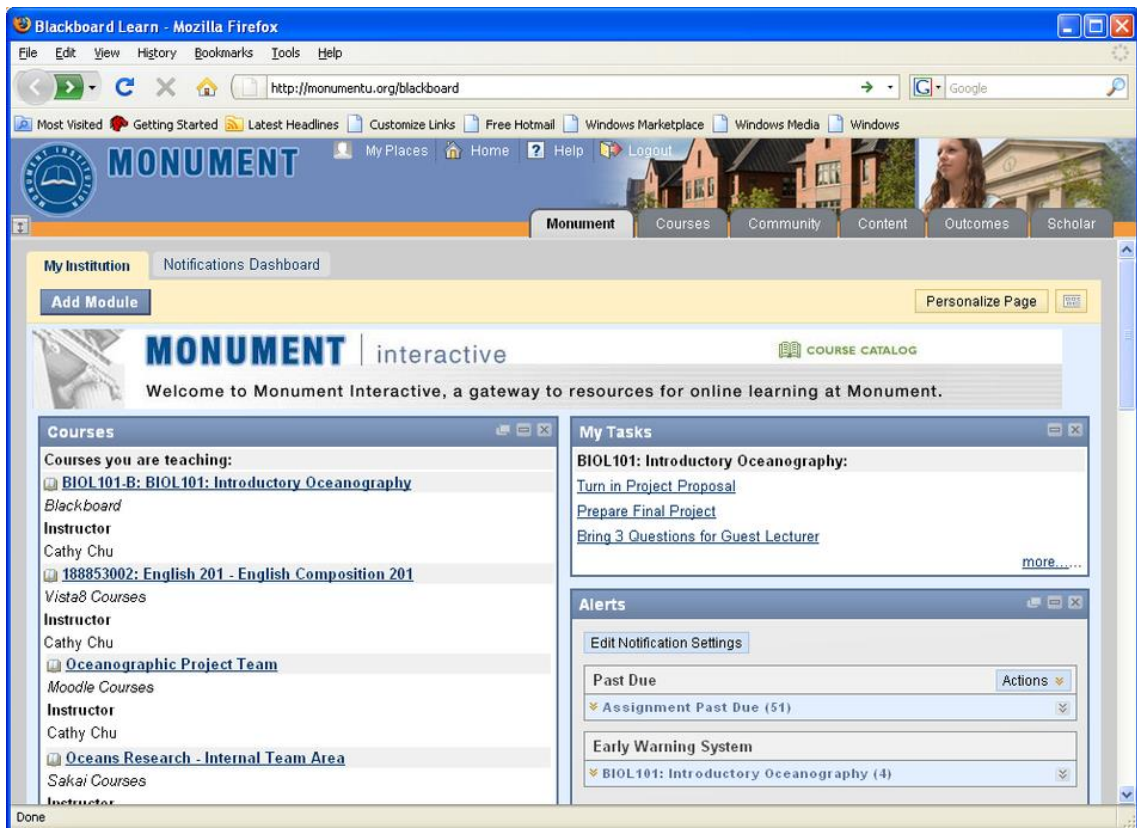 Blackboard Learn - Mozilla Firefox
File Edit View History Bookmarks Tools Help
http://monumentu.org/blackboard
G Google
Most Visited Getting Started Latest Headlines Customize Links Free Hotmail Windows Marketplace Windows Media Windows
MONUMENT INSTITUTION
MONUMENT
My Places Home Help Logout
Monument Courses Community Content Outcomes Scholar
My Institution Notifications Dashboard
Add Module Personalize Page
MONUMENT | interactive COURSE CATALOG
Welcome to Monument Interactive, a gateway to resources for online learning at Monument.
Courses
Courses you are teaching:
BIOL101-B: BIOL101: Introductory Oceanography
Blackboard
Instructor
Cathy Chu
188853002: English 201 - English Composition 201
Vista8 Courses
Instructor
Cathy Chu
Oceanographic Project Team
Moodle Courses
Instructor
Cathy Chu
Oceans Research - Internal Team Area
Sakai Courses
Instructor
My Tasks
BIOL101: Introductory Oceanography:
Turn in Project Proposal
Prepare Final Project
Bring 3 Questions for Guest Lecturer
more......
Alerts
Edit Notification Settings
Past Due Actions
Assignment Past Due (51)
Early Warning System
BIOL101: Introductory Oceanography (4)
Done